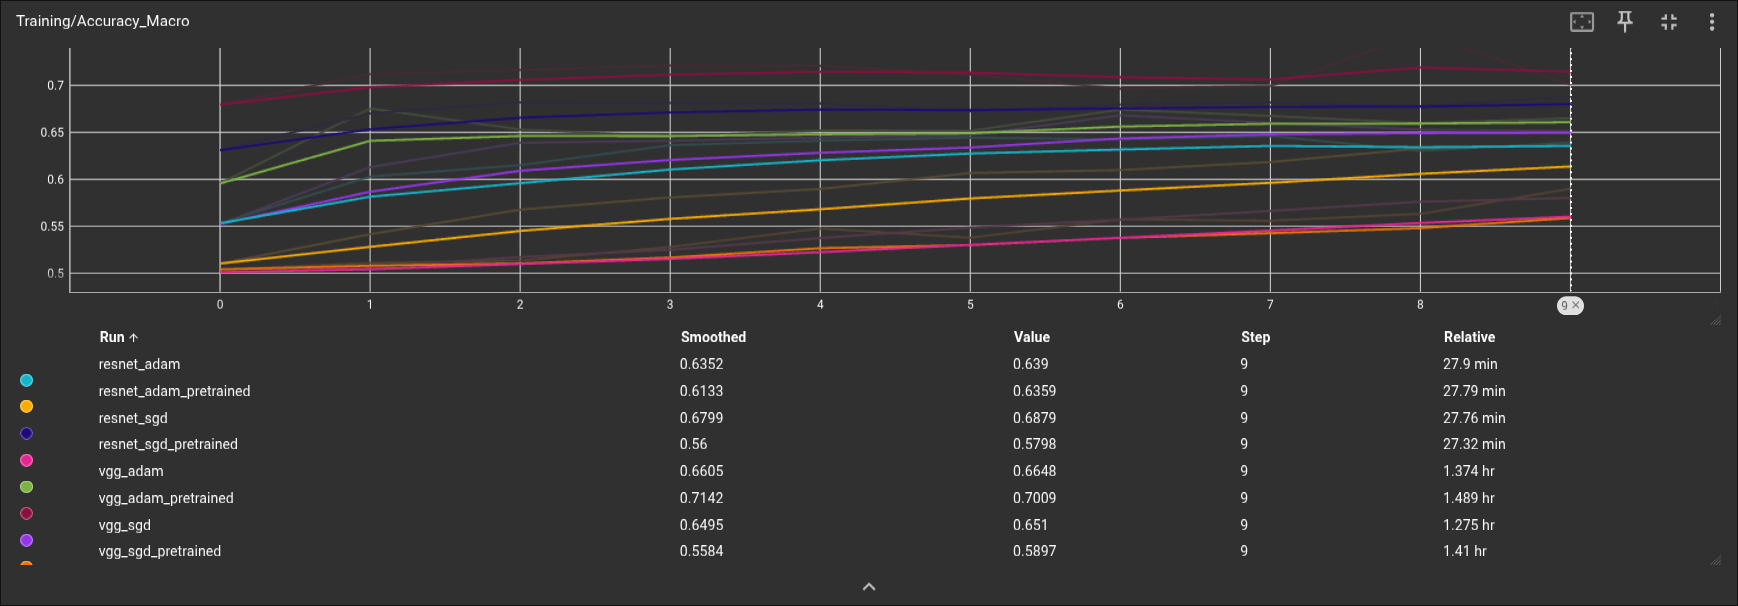 Training/Accuracy_Macro
0.7
0.65
0.6
0.55
0.5
0 1 2 3 4 5 6 7 8 9 ×
Run ↑ Smoothed Value Step Relative
resnet_adam 0.6352 0.639 9 27.9 min
resnet_adam_pretrained 0.6133 0.6359 9 27.79 min
resnet_sgd 0.6799 0.6879 9 27.76 min
resnet_sgd_pretrained 0.56 0.5798 9 27.32 min
vgg_adam 0.6605 0.6648 9 1.374 hr
vgg_adam_pretrained 0.7142 0.7009 9 1.489 hr
vgg_sgd 0.6495 0.651 9 1.275 hr
vgg_sgd_pretrained 0.5584 0.5897 9 1.41 hr